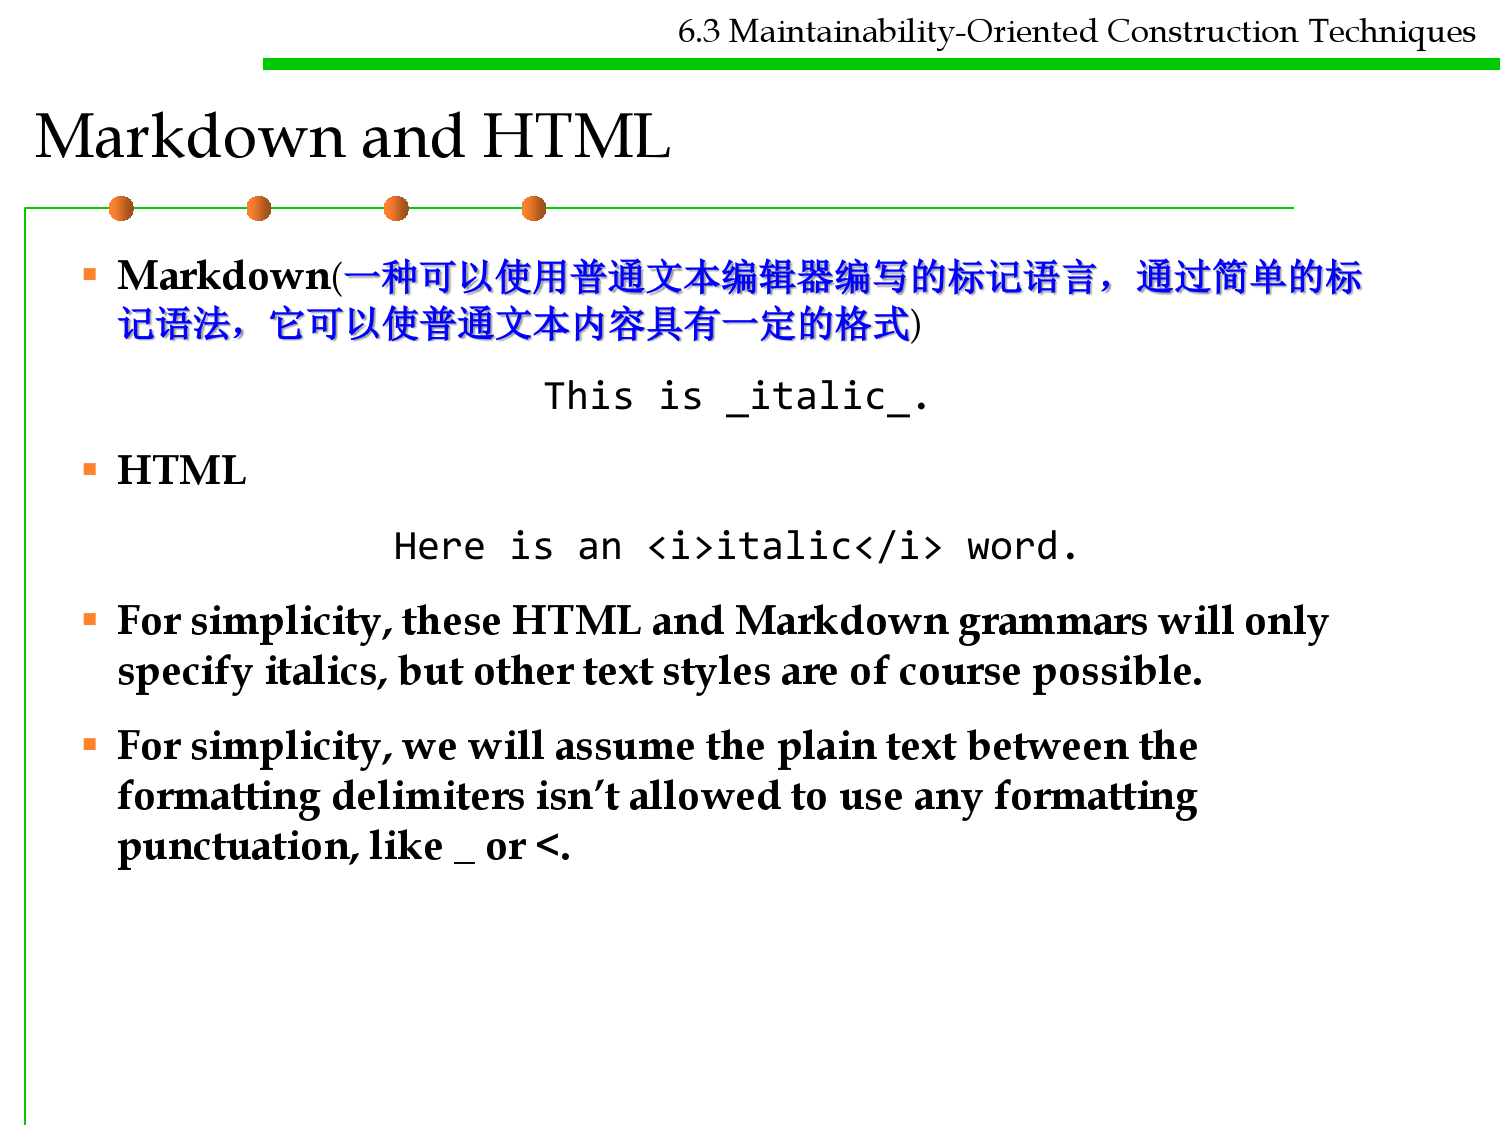 6.3 Maintainability-Oriented Construction Techniques
Markdown and HTML
Markdown(一种可以使用普通文本编辑器编写的标记语言，通过简单的标
记语法，它可以使普通文本内容具有一定的格式)
This is _italic_.
HTML
Here is an <i>italic</i> word.
For simplicity, these HTML and Markdown grammars will only
specify italics, but other text styles are of course possible.
For simplicity, we will assume the plain text between the
formatting delimiters isn’t allowed to use any formatting
punctuation, like _ or <.